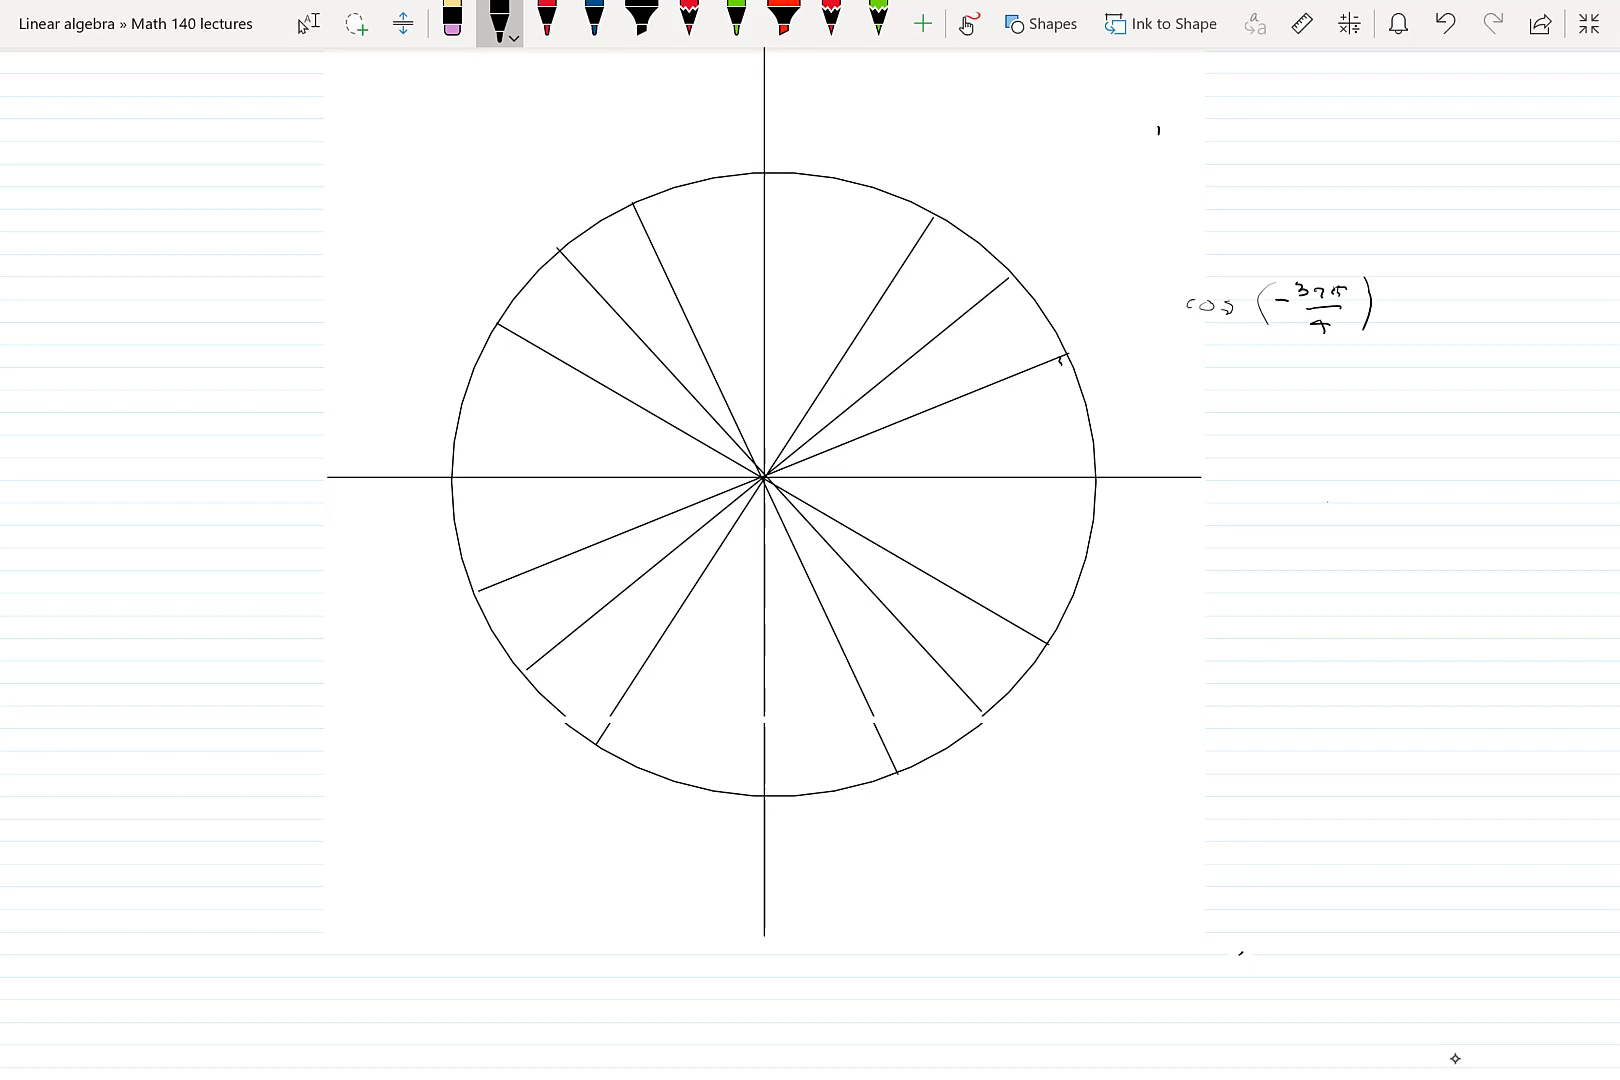 Linear algebra » Math 140 lectures
Shapes
Ink to Shape
cos (-37π/4)